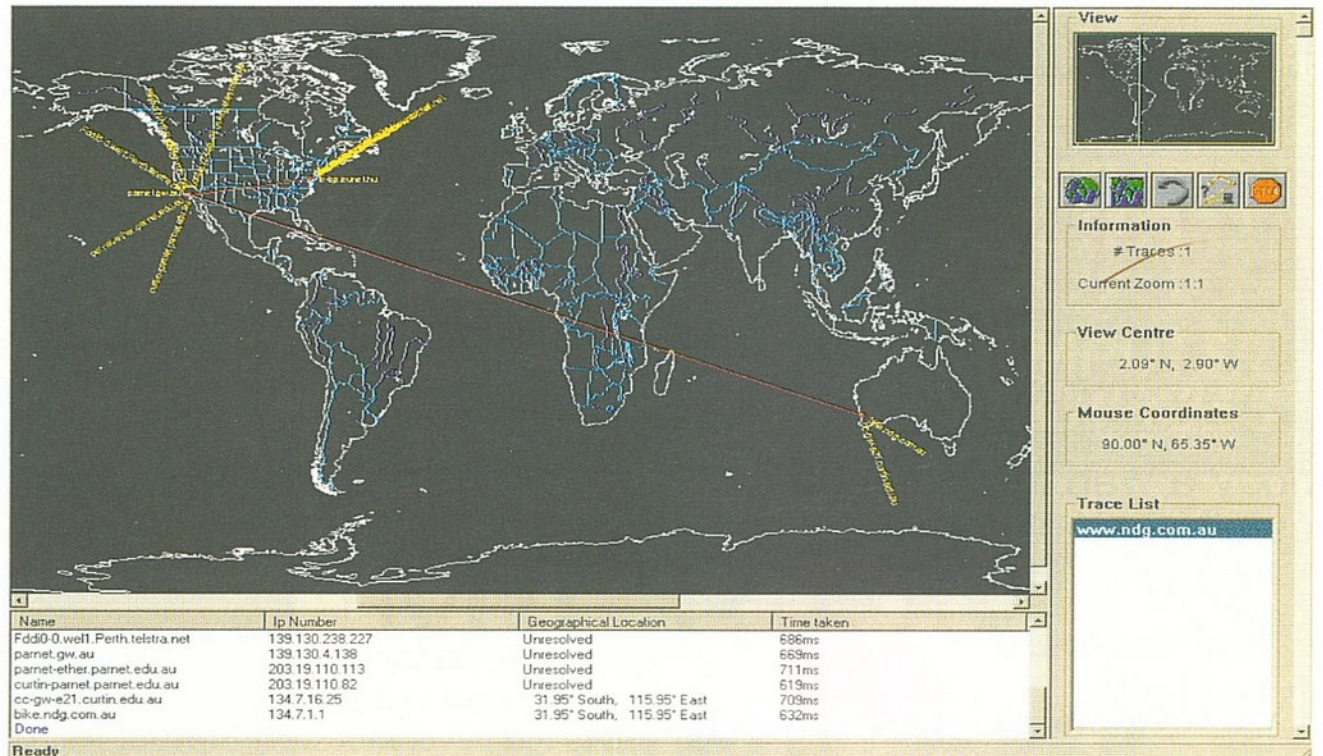 View
parnet.gw.au
Information
# Traces :1
Current Zoom :1:1
View Centre
2.09° N, 2.90° W
Mouse Coordinates
90.00° N, 65.35° W
Trace List
www.ndg.com.au
Name Ip Number Geographical Location Time taken
Fddi0-0.wel1.Perth.telstra.net 139.130.238.227 Unresolved 686ms
parnet.gw.au 139.130.4.138 Unresolved 669ms
parnet-ether.parnet.edu.au 203.19.110.113 Unresolved 711ms
curtin-parnet.parnet.edu.au 203.19.110.82 Unresolved 619ms
cc-gw-e21.curtin.edu.au 134.7.16.25 31.95° South, 115.95° East 709ms
bike.ndg.com.au 134.7.1.1 31.95° South, 115.95° East 632ms
Done
Ready